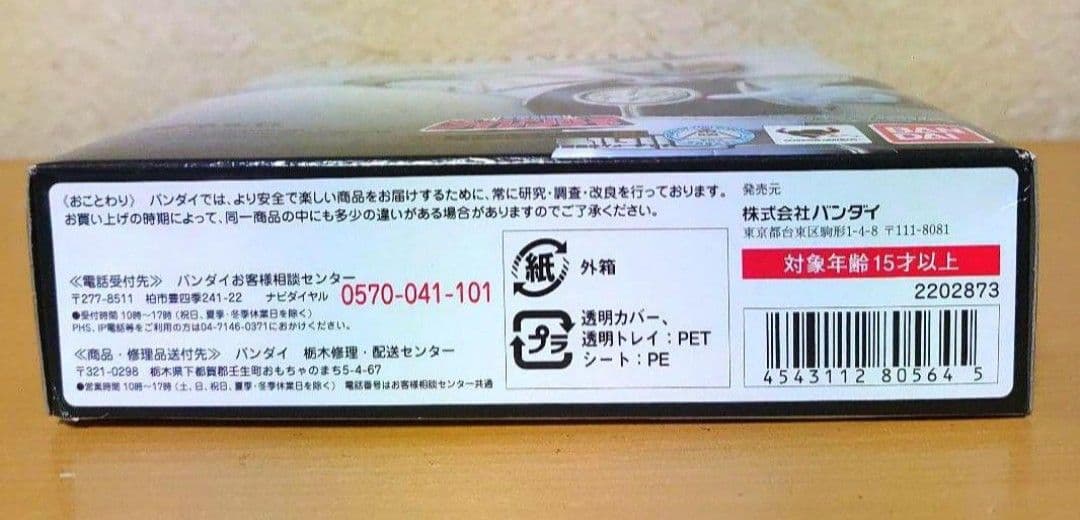 BAN
DAI
〈おことわり〉 バンダイでは、より安全で楽しい商品をお届けするために、常に研究・調査・改良を行っております。
お買い上げの時期によって、同一商品の中にも多少の違いがある場合がありますのでご了承ください。
≪電話受付先≫ バンダイお客様相談センター
〒277-8511 柏市豊四季241-22 ナビダイヤル 0570-041-101
●受付時間 10時〜17時(祝日、夏季・冬季休業日を除く)
PHS、IP電話等をご利用の方は04-7146-0371におかけください。
≪商品・修理品送付先≫ バンダイ 栃木修理・配送センター
〒321-0298 栃木県下都賀郡壬生町おもちゃのまち5-4-67
●営業時間 10時〜17時(土、日、祝日、夏季・冬季休業日を除く) 電話番号はお客様相談センター共通
紙 外箱
プラ 透明カバー、
透明トレイ:PET
シート:PE
発売元
株式会社バンダイ
東京都台東区駒形1-4-8 〒111-8081
対象年齢15才以上
2202873
4543112 80564 5